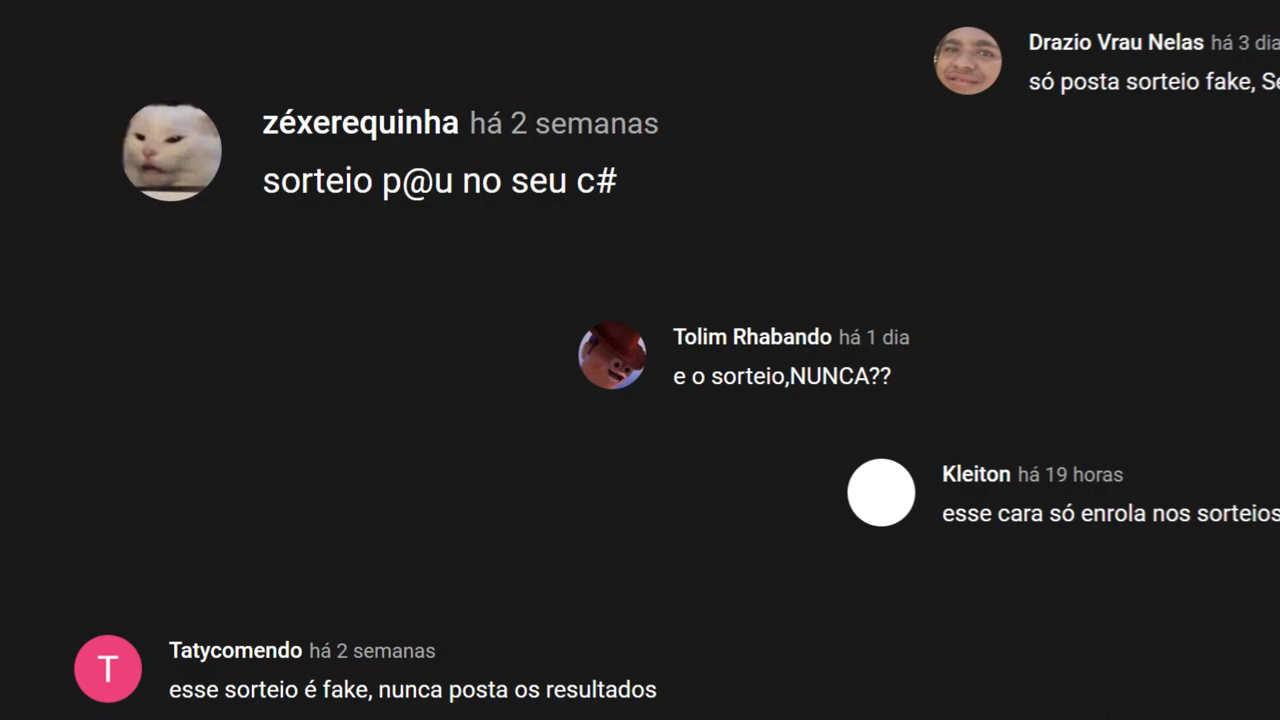 Drazio Vrau Nelas há 3 dia
só posta sorteio fake, Se
zéxerequinha há 2 semanas
sorteio p@u no seu c#
Tolim Rhabando há 1 dia
e o sorteio,NUNCA??
Kleiton há 19 horas
esse cara só enrola nos sorteios
T
Tatycomendo há 2 semanas
esse sorteio é fake, nunca posta os resultados